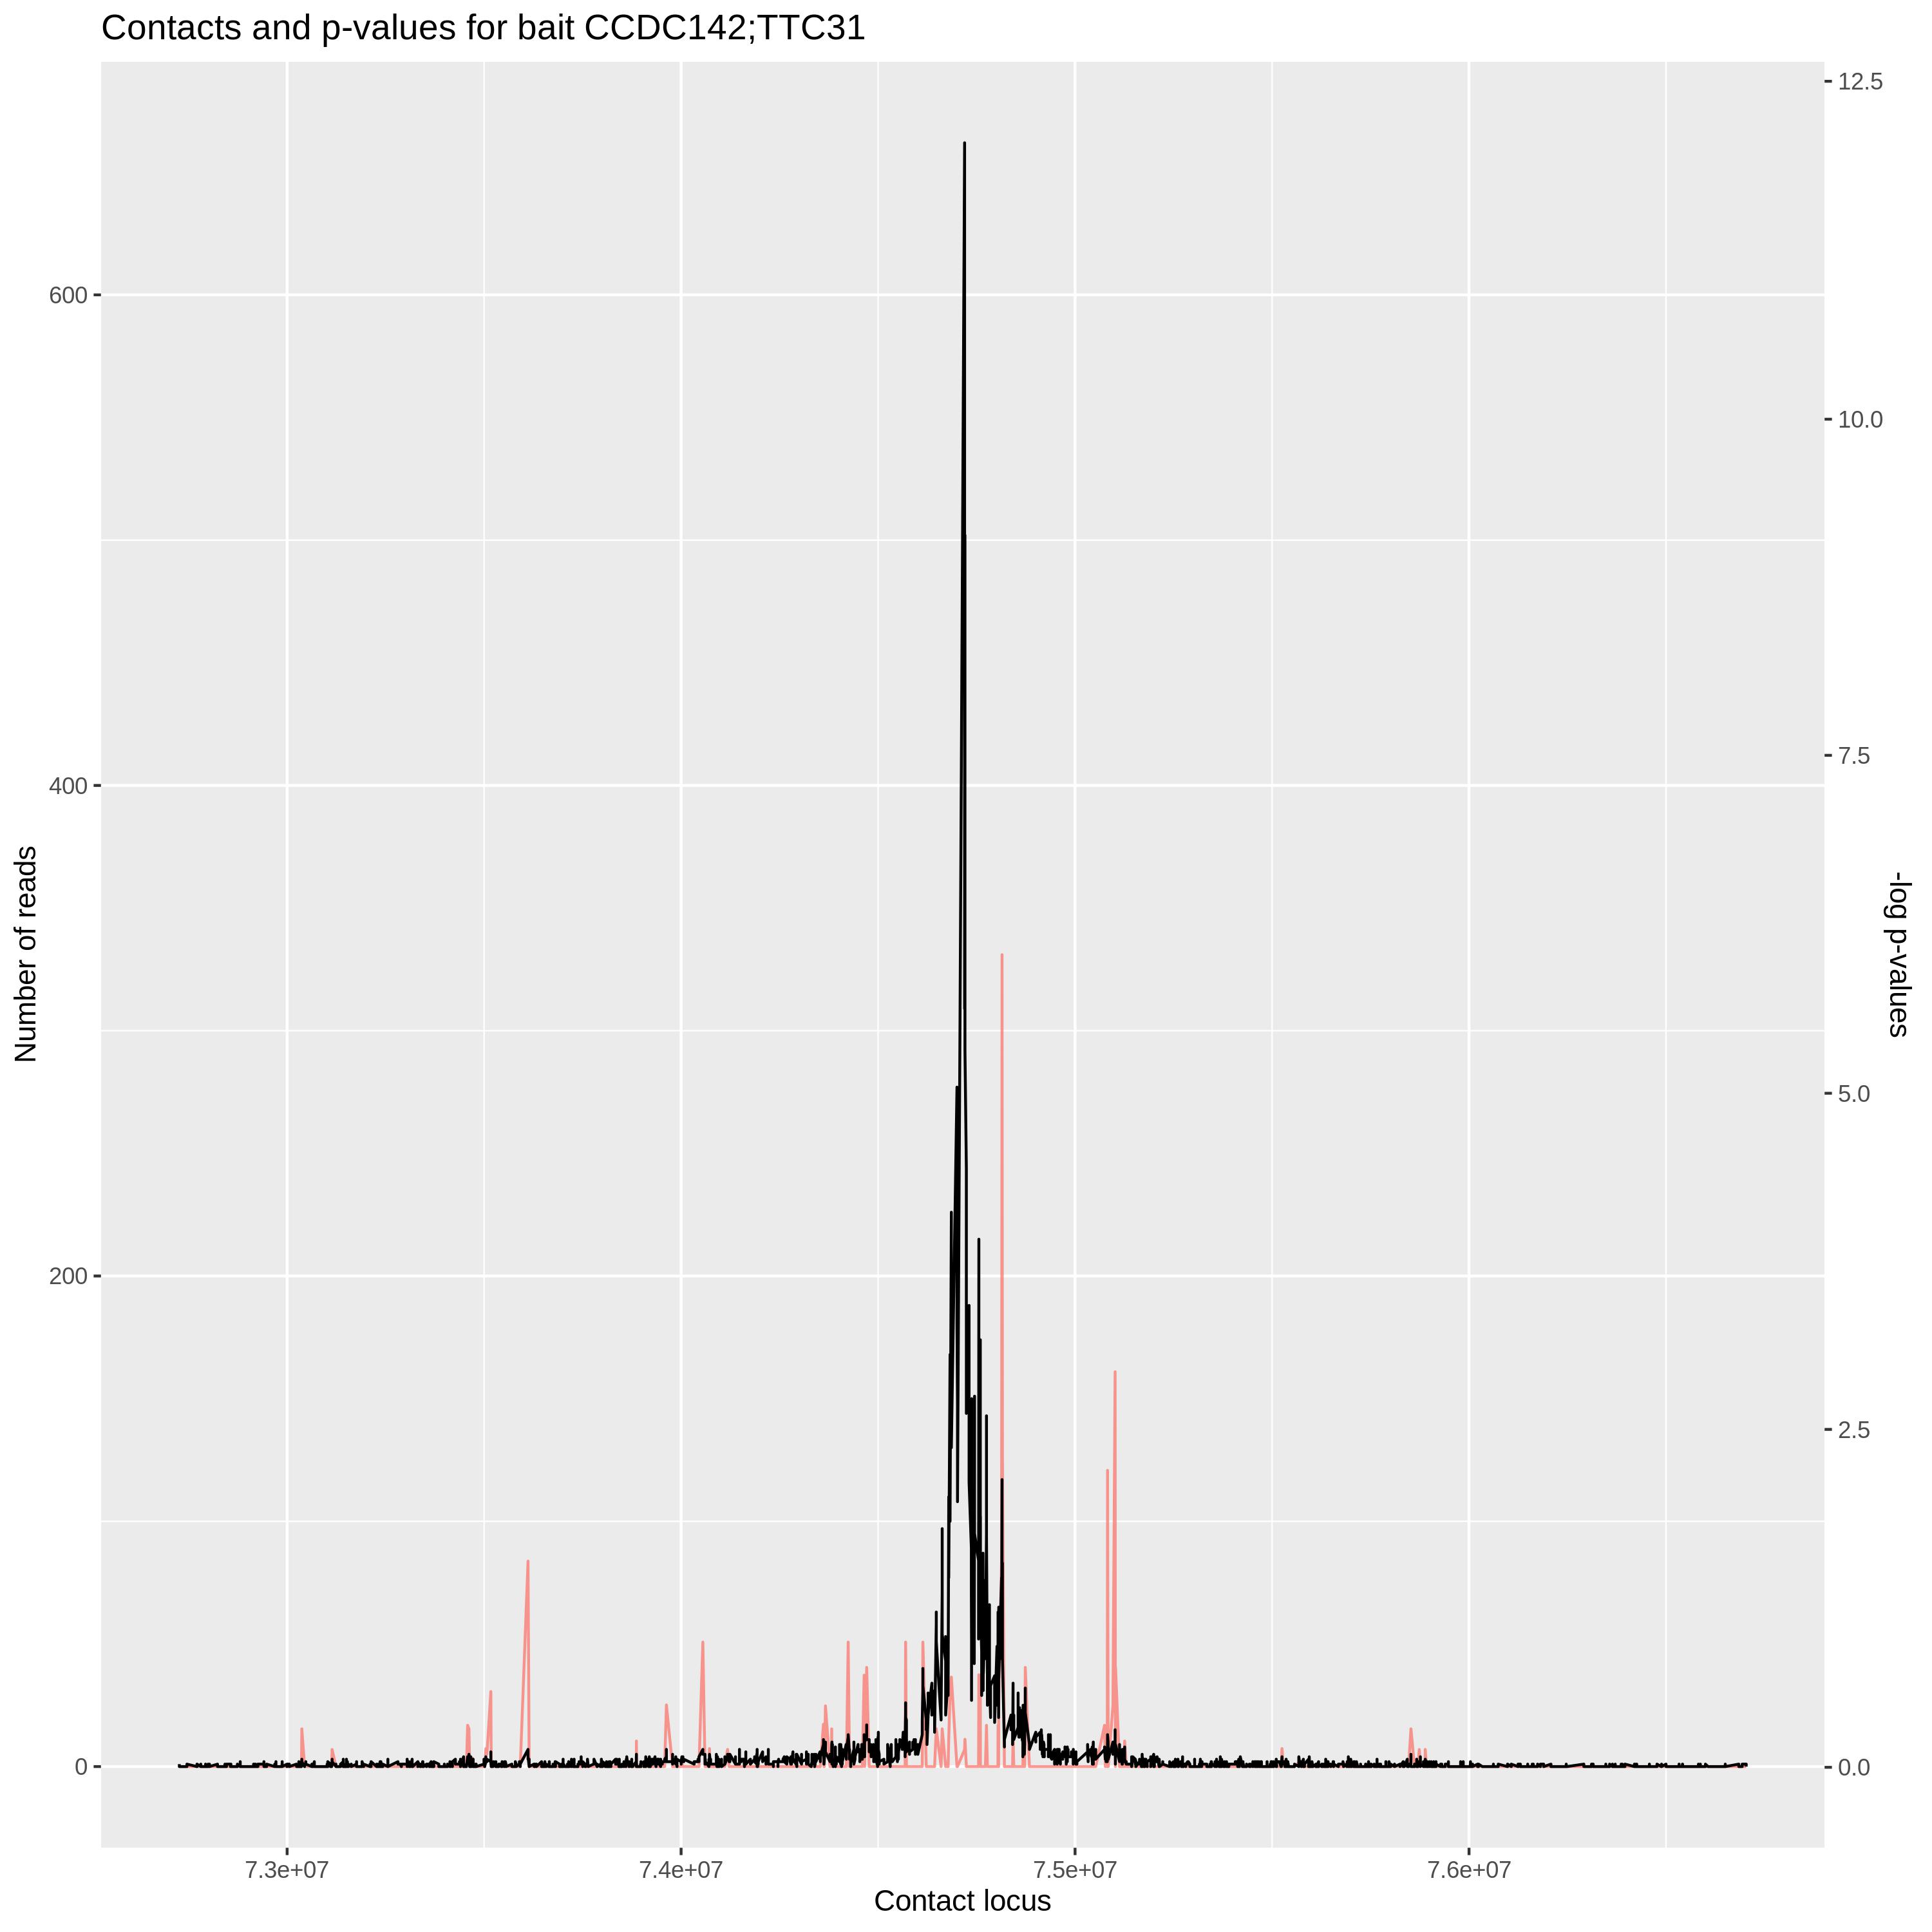 Contacts and p-values for bait CCDC142;TTC31
12.5
600
10.0
7.5
400
Number of reads
-log p-values
5.0
200
2.5
0
0.0
7.3e+07
7.4e+07
7.5e+07
7.6e+07
Contact locus